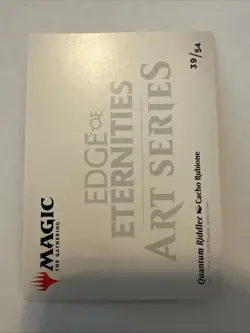 MAGIC
THE GATHERING
EDGE OF
ETERNITIES
ART SERIES
Quantum Riddler Cacho Rubione
39/54